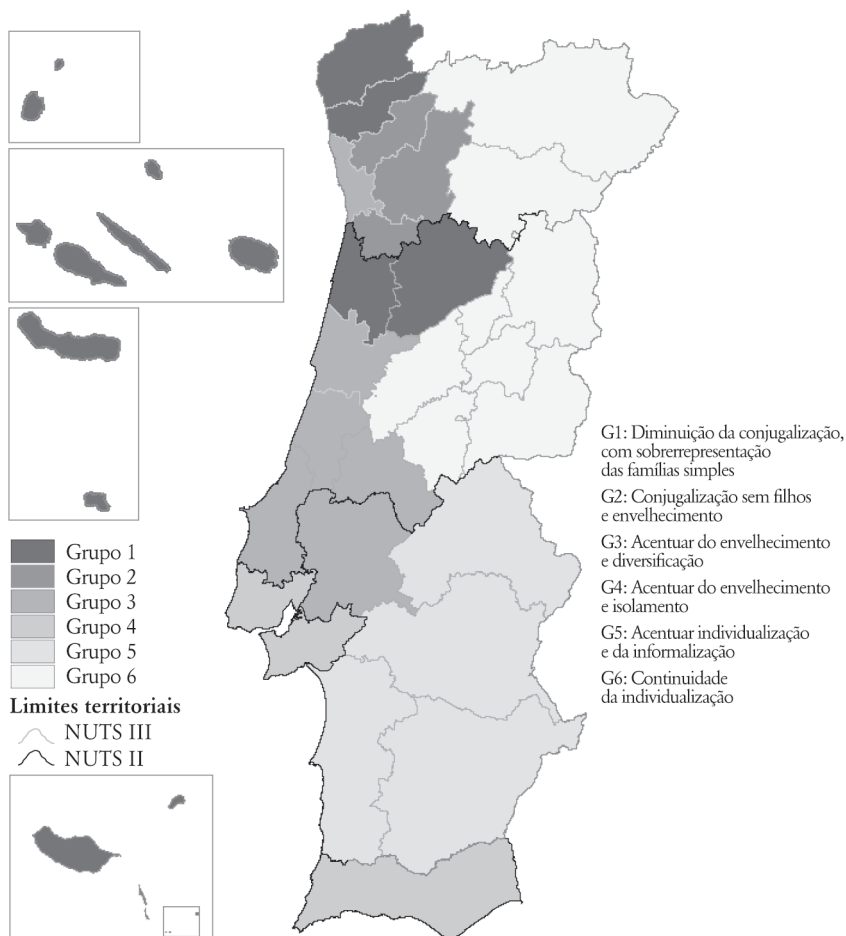 G1: Diminuição da conjugalização,
com sobrerrepresentação
das famílias simples
G2: Conjugalização sem filhos
e envelhecimento
G3: Acentuar do envelhecimento
e diversificação
G4: Acentuar do envelhecimento
e isolamento
G5: Acentuar individualização
e da informalização
G6: Continuidade
da individualização
Grupo 1
Grupo 2
Grupo 3
Grupo 4
Grupo 5
Grupo 6
Limites territoriais
NUTS III
NUTS II